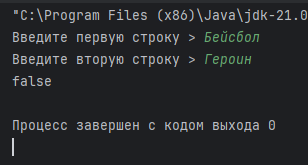 "C:\Program Files (x86)\Java\jdk-21.0
Введите первую строку > Бейсбол
Введите вторую строку > Героин
false
Процесс завершен с кодом выхода 0